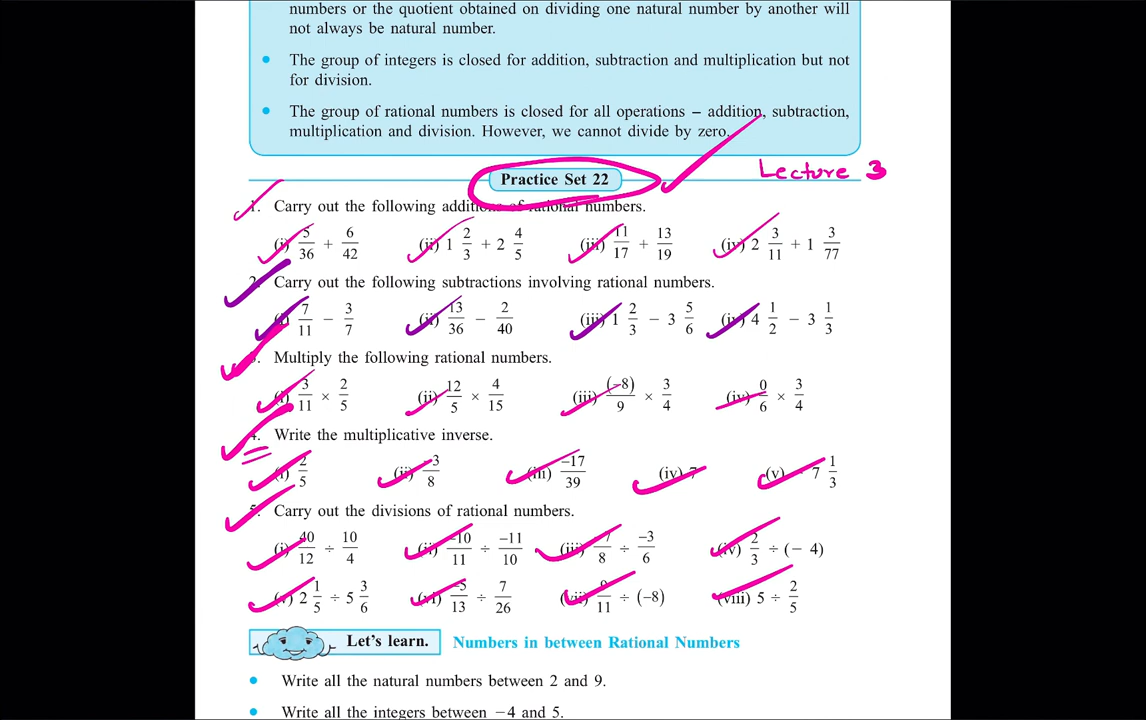 numbers or the quotient obtained on dividing one natural number by another will
not always be natural number.
• The group of integers is closed for addition, subtraction and multiplication but not
for division.
• The group of rational numbers is closed for all operations – addition, subtraction,
multiplication and division. However, we cannot divide by zero.
Practice Set 22
Lecture 3
1. Carry out the following additions of rational numbers.
(i) 5/36 + 6/42 (ii) 1 2/3 + 2 4/5 (iii) 11/17 + 13/19 (iv) 2 3/11 + 1 3/77
2. Carry out the following subtractions involving rational numbers.
(i) 7/11 − 3/7 (ii) 13/36 − 2/40 (iii) 1 2/3 − 3 5/6 (iv) 4 1/2 − 3 1/3
3. Multiply the following rational numbers.
(i) 3/11 × 2/5 (ii) 12/5 × 4/15 (iii) (−8)/9 × 3/4 (iv) 0/6 × 3/4
4. Write the multiplicative inverse.
(i) 2/5 (ii) −3/8 (iii) −17/39 (iv) 7 (v) − 7 1/3
5. Carry out the divisions of rational numbers.
(i) 40/12 ÷ 10/4 (ii) −10/11 ÷ −11/10 (iii) −7/8 ÷ −3/6 (iv) 2/3 ÷ (− 4)
(v) 2 1/5 ÷ 5 3/6 (vi) −5/13 ÷ 7/26 (vii) 9/11 ÷ (−8) (viii) 5 ÷ 2/5
Let's learn. Numbers in between Rational Numbers
• Write all the natural numbers between 2 and 9.
• Write all the integers between −4 and 5.